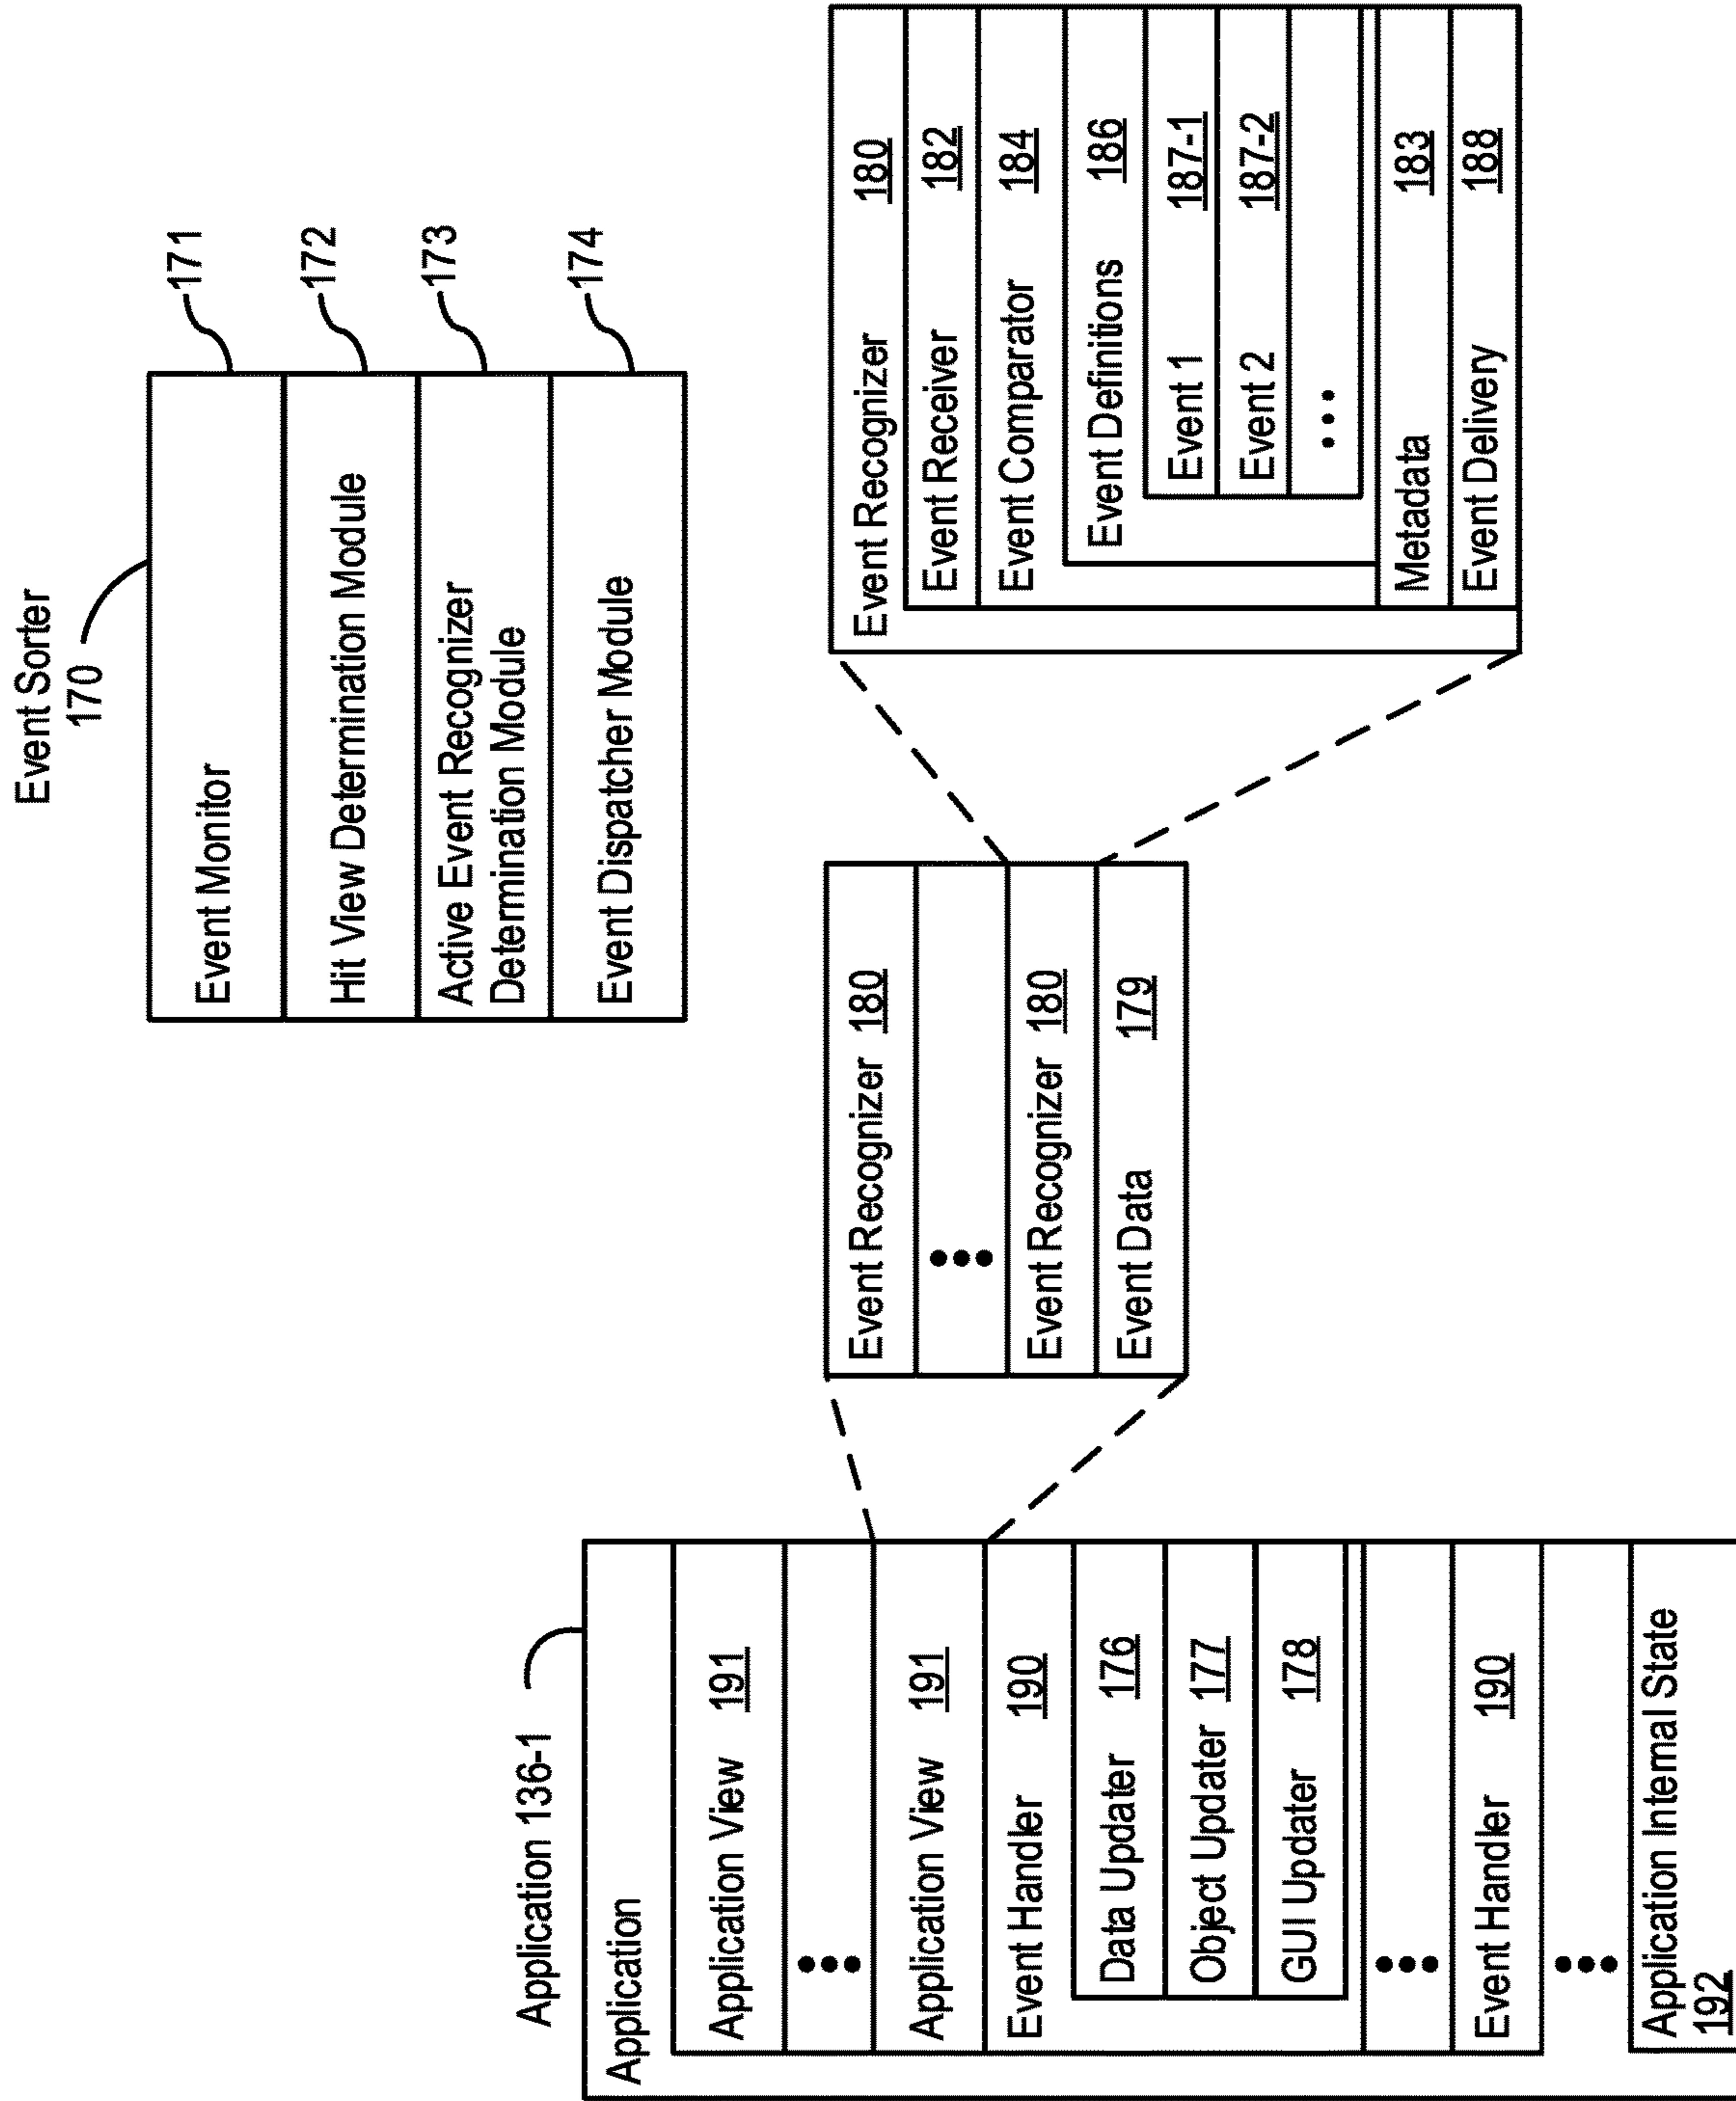 Event Sorter
170
Event Monitor
171
Hit View Determination Module
172
Active Event Recognizer
Determination Module
173
Event Dispatcher Module
174
Application 136-1
Application
Application View 191
Application View 191
Event Handler 190
Data Updater 176
Object Updater 177
GUI Updater 178
Event Handler 190
Application Internal State
192
Event Recognizer 180
Event Recognizer 180
Event Data 179
Event Recognizer 180
Event Receiver 182
Event Comparator 184
Event Definitions 186
Event 1 187-1
Event 2 187-2
Metadata 183
Event Delivery 188